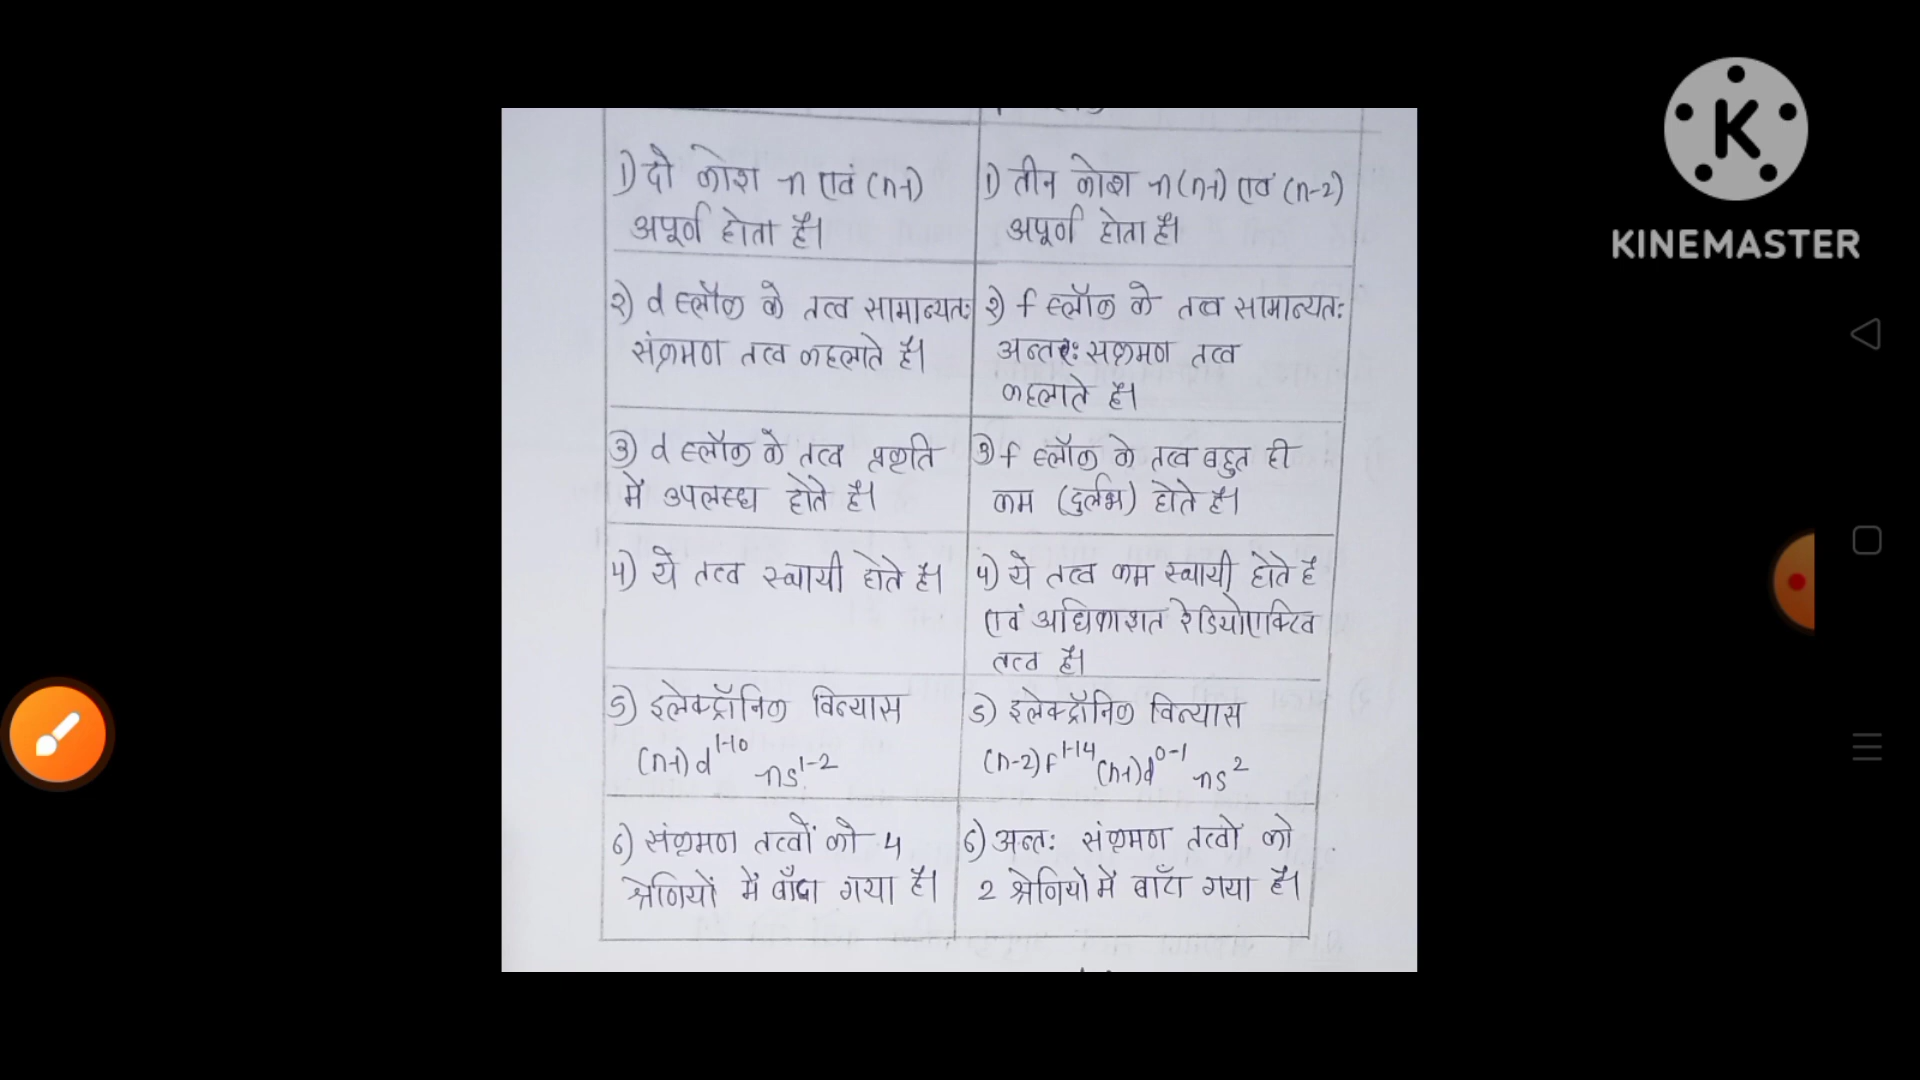 1) दो कोश n एवं (n-1)
अपूर्ण होता है।
1) तीन कोश n (n-1) एवं (n-2)
अपूर्ण होता है।
2) d ब्लॉक के तत्व सामान्यतः
संक्रमण तत्व कहलाते है।
2) f ब्लॉक के तत्व सामान्यतः
अन्तरः सक्रमण तत्व
कहलाते है।
3) d ब्लॉक के तत्व प्रकृति
में उपलब्ध होते है।
3) f ब्लॉक के तत्व बहुत ही
कम (दुर्लभ) होते है।
4) ये तत्व स्थायी होते है।
4) ये तत्व कम स्थायी होते है
एवं अधिकाशत रेडियोएक्टिव
तत्व है।
5) इलेक्ट्रॉनिक विन्यास
(n-1)d¹⁻¹⁰ ns¹⁻²
5) इलेक्ट्रॉनिक विन्यास
(n-2)f¹⁻¹⁴ (n-1)d⁰⁻¹ ns²
6) संक्रमण तत्वों को 4
श्रेणियों में बाँटा गया है।
6) अन्तः संक्रमण तत्वों को
2 श्रेणियों में बाँटा गया है।
KINEMASTER